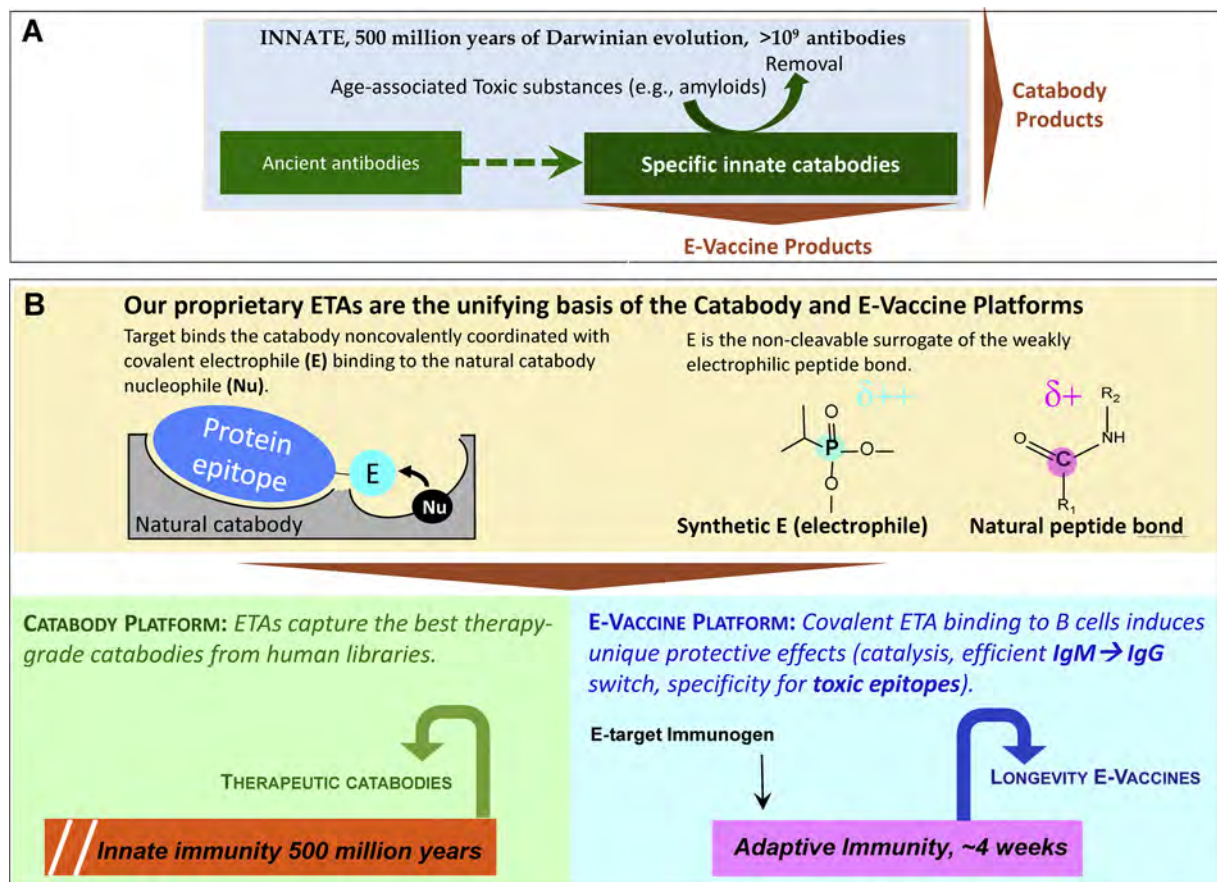 A
INNATE, 500 million years of Darwinian evolution, >10⁹ antibodies
Removal
Age-associated Toxic substances (e.g., amyloids)
Ancient antibodies
Specific innate catabodies
Catabody
Products
E-Vaccine Products
B
Our proprietary ETAs are the unifying basis of the Catabody and E-Vaccine Platforms
Target binds the catabody noncovalently coordinated with
covalent electrophile (E) binding to the natural catabody
nucleophile (Nu).
E is the non-cleavable surrogate of the weakly
electrophilic peptide bond.
Protein
epitope
E
Nu
Natural catabody
δ++
O
P
O
O
Synthetic E (electrophile)
δ+
R₂
O
NH
C
R₁
Natural peptide bond
CATABODY PLATFORM: ETAs capture the best therapy-
grade catabodies from human libraries.
THERAPEUTIC CATABODIES
Innate immunity 500 million years
E-VACCINE PLATFORM: Covalent ETA binding to B cells induces
unique protective effects (catalysis, efficient IgM → IgG
switch, specificity for toxic epitopes).
E-target Immunogen
LONGEVITY E-VACCINES
Adaptive Immunity, ~4 weeks